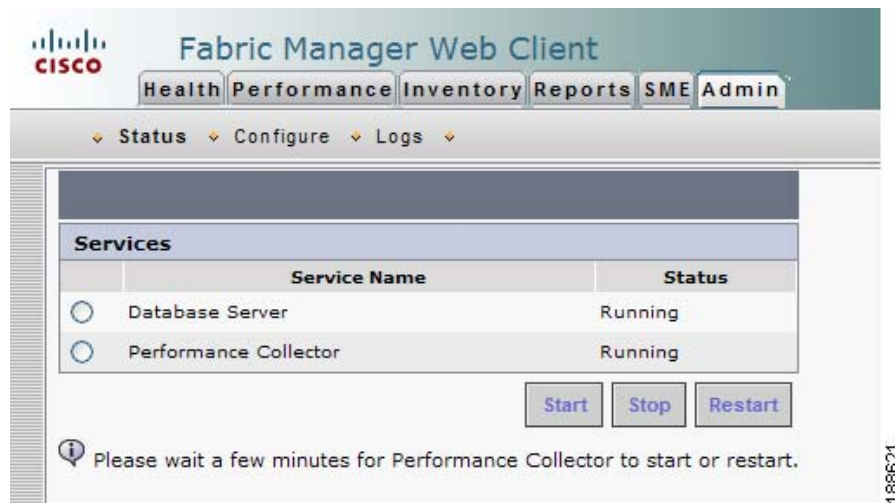 CISCO
Fabric Manager Web Client
Health Performance Inventory Reports SME Admin
Status Configure Logs
Services
Service Name Status
Database Server Running
Performance Collector Running
Start Stop Restart
Please wait a few minutes for Performance Collector to start or restart.